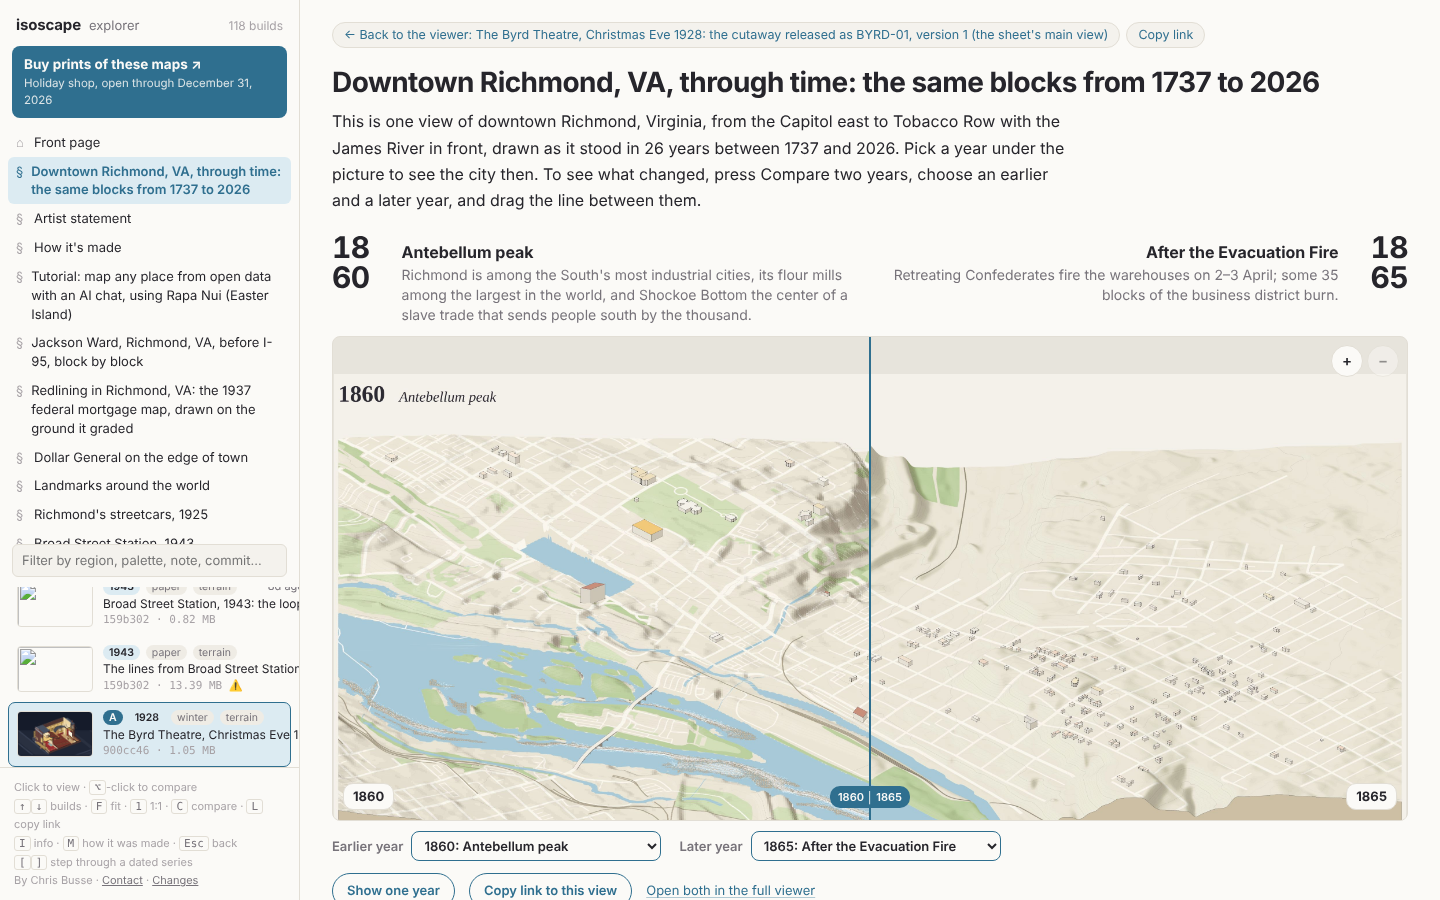 isoscape explorer 118 builds
Buy prints of these maps ↗
Holiday shop, open through December 31,
2026
⌂ Front page
§ Downtown Richmond, VA, through time:
the same blocks from 1737 to 2026
§ Artist statement
§ How it's made
§ Tutorial: map any place from open data
with an AI chat, using Rapa Nui (Easter
Island)
§ Jackson Ward, Richmond, VA, before I-
95, block by block
§ Redlining in Richmond, VA: the 1937
federal mortgage map, drawn on the
ground it graded
§ Dollar General on the edge of town
§ Landmarks around the world
§ Richmond's streetcars, 1925
§ Broad Street Station, 1943
Filter by region, palette, note, commit...
1943 paper terrain 8d ag
Broad Street Station, 1943: the loop
159b302 · 0.82 MB
1943 paper terrain
The lines from Broad Street Station
159b302 · 13.39 MB ⚠️
A 1928 winter terrain
The Byrd Theatre, Christmas Eve 1
900cc46 · 1.05 MB
Click to view · ⌥-click to compare
↑ ↓ builds · F fit · 1 1:1 · C compare · L
copy link
I info · M how it was made · Esc back
[ ] step through a dated series
By Chris Busse · Contact · Changes
← Back to the viewer: The Byrd Theatre, Christmas Eve 1928: the cutaway released as BYRD-01, version 1 (the sheet's main view)
Copy link
Downtown Richmond, VA, through time: the same blocks from 1737 to 2026
This is one view of downtown Richmond, Virginia, from the Capitol east to Tobacco Row with the
James River in front, drawn as it stood in 26 years between 1737 and 2026. Pick a year under the
picture to see the city then. To see what changed, press Compare two years, choose an earlier
and a later year, and drag the line between them.
18
60
Antebellum peak
Richmond is among the South's most industrial cities, its flour mills
among the largest in the world, and Shockoe Bottom the center of a
slave trade that sends people south by the thousand.
After the Evacuation Fire
Retreating Confederates fire the warehouses on 2–3 April; some 35
blocks of the business district burn.
18
65
+ −
1860 Antebellum peak
1860
1860 | 1865
1865
Earlier year 1860: Antebellum peak Later year 1865: After the Evacuation Fire
Show one year Copy link to this view Open both in the full viewer